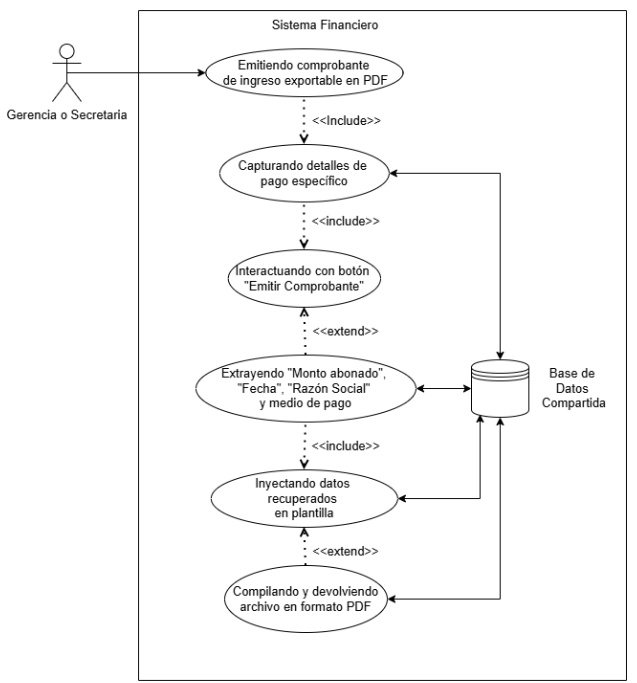 Sistema Financiero
Emitiendo comprobante
de ingreso exportable en PDF
Gerencia o Secretaria
<<Include>>
Capturando detalles de
pago específico
<<include>>
Interactuando con botón
"Emitir Comprobante"
<<extend>>
Extrayendo "Monto abonado",
"Fecha", "Razón Social"
y medio de pago
Base de
Datos
Compartida
<<include>>
Inyectando datos
recuperados
en plantilla
<<extend>>
Compilando y devolviendo
archivo en formato PDF